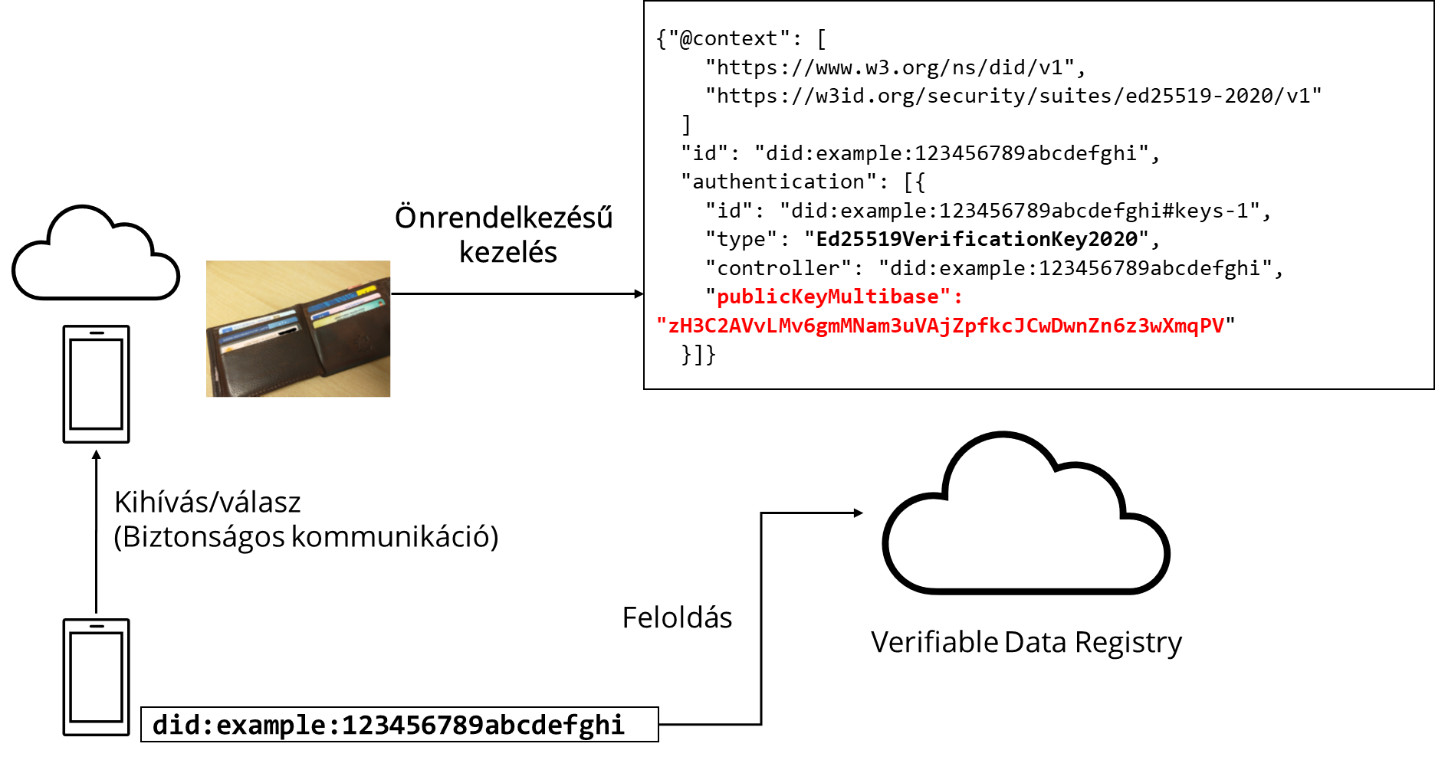 {"@context": [
"https://www.w3.org/ns/did/v1",
"https://w3id.org/security/suites/ed25519-2020/v1"
]
"id": "did:example:123456789abcdefghi",
"authentication": [{
"id": "did:example:123456789abcdefghi#keys-1",
"type": "Ed25519VerificationKey2020",
"controller": "did:example:123456789abcdefghi",
"publicKeyMultibase":
"zH3C2AVvLMv6gmMNam3uVAjZpfkcJCwDwnZn6z3wXmqPV"
}]}
Önrendelkezésű
kezelés
Kihívás/válasz
(Biztonságos kommunikáció)
Feloldás
Verifiable Data Registry
did:example:123456789abcdefghi